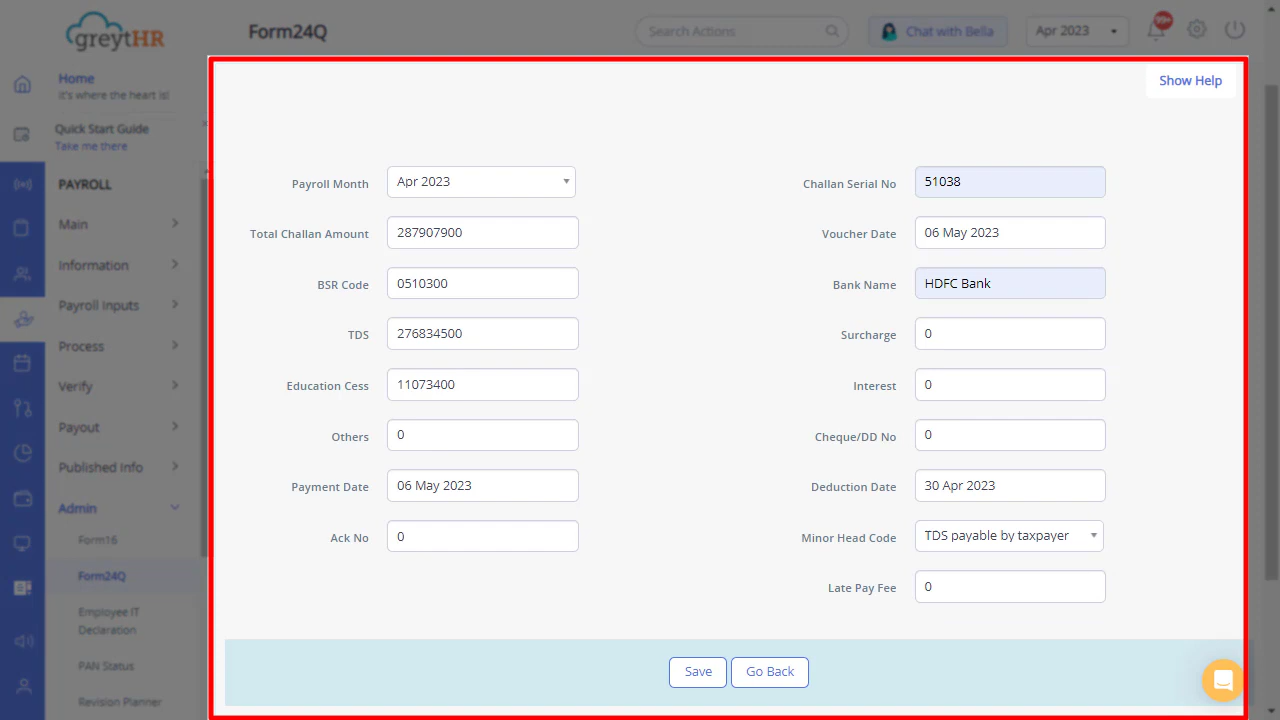 greytHR
Form24Q
Search Actions
Chat with Bella
Apr 2023
99+
Home
it's where the heart is!
Quick Start Guide
Take me there
PAYROLL
Main
Information
Payroll Inputs
Process
Verify
Payout
Published Info
Admin
Form16
Form24Q
Employee IT
Declaration
PAN Status
Revision Planner
Show Help
Payroll Month Apr 2023
Challan Serial No 51038
Total Challan Amount 287907900
Voucher Date 06 May 2023
BSR Code 0510300
Bank Name HDFC Bank
TDS 276834500
Surcharge 0
Education Cess 11073400
Interest 0
Others 0
Cheque/DD No 0
Payment Date 06 May 2023
Deduction Date 30 Apr 2023
Ack No 0
Minor Head Code TDS payable by taxpayer
Late Pay Fee 0
Save Go Back